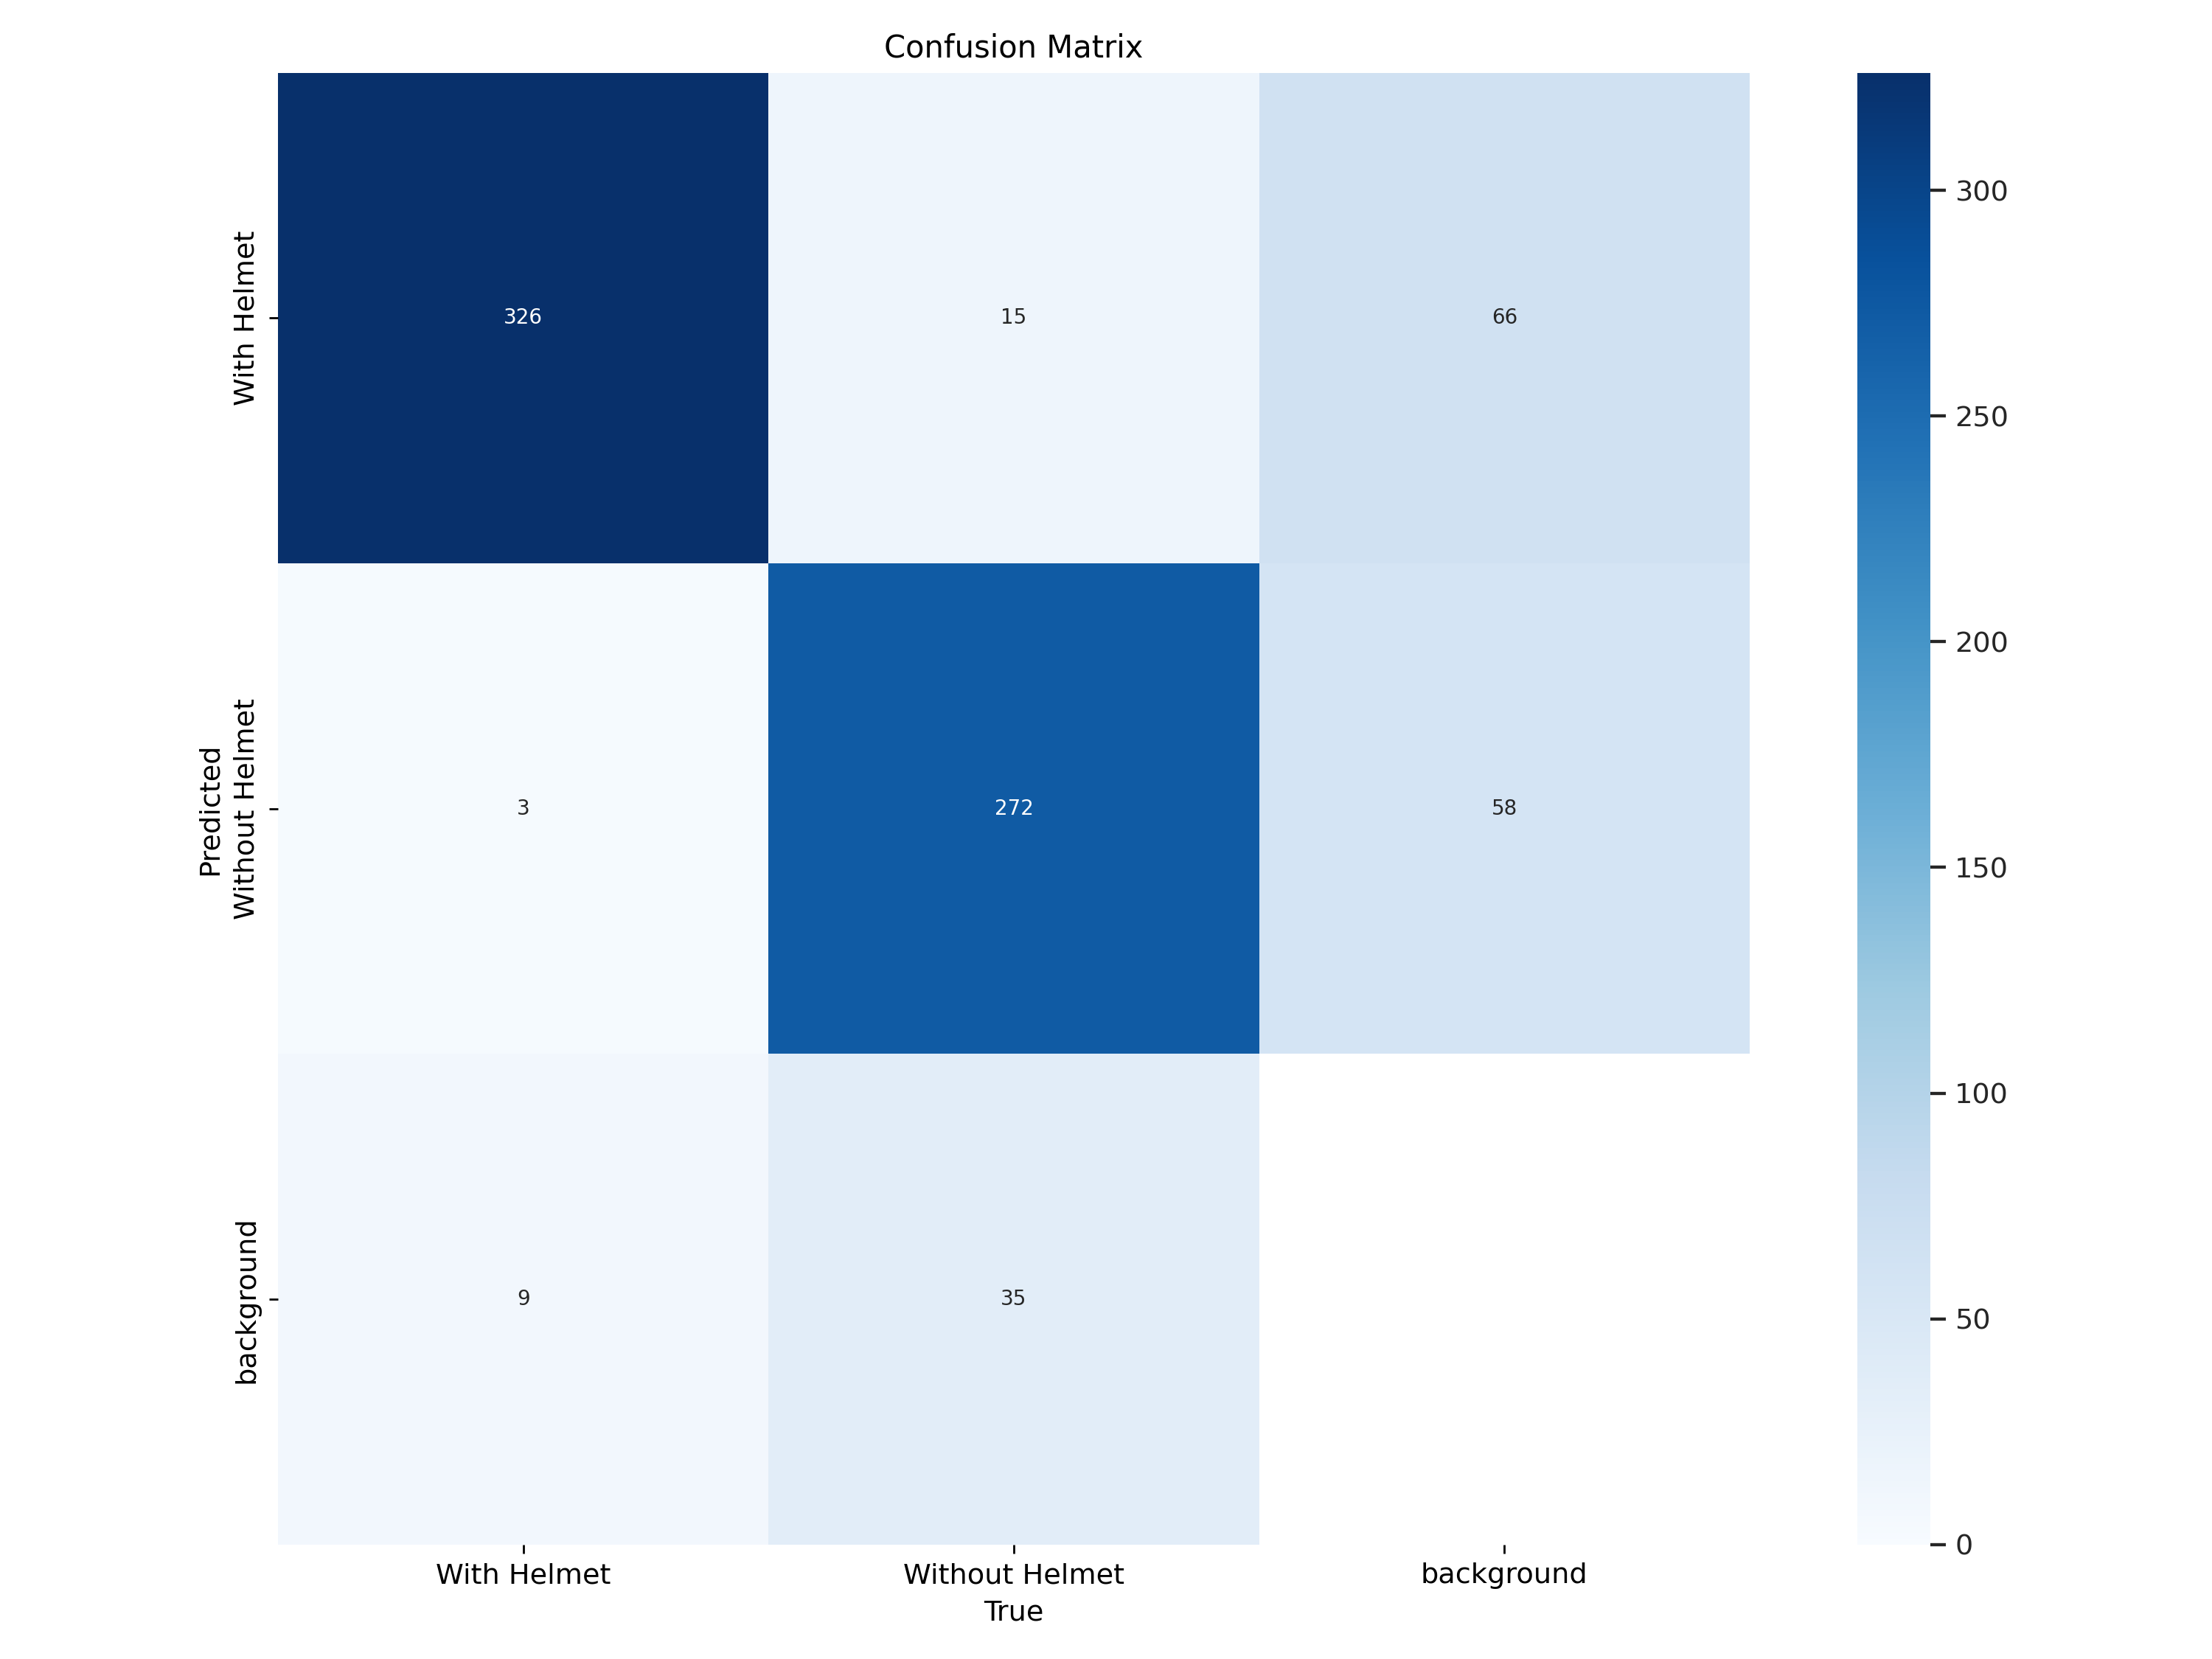 Confusion Matrix
With Helmet
326
15
66
300
250
200
150
100
50
0
Predicted
Without Helmet
3
272
58
background
9
35
With Helmet
Without Helmet
background
True